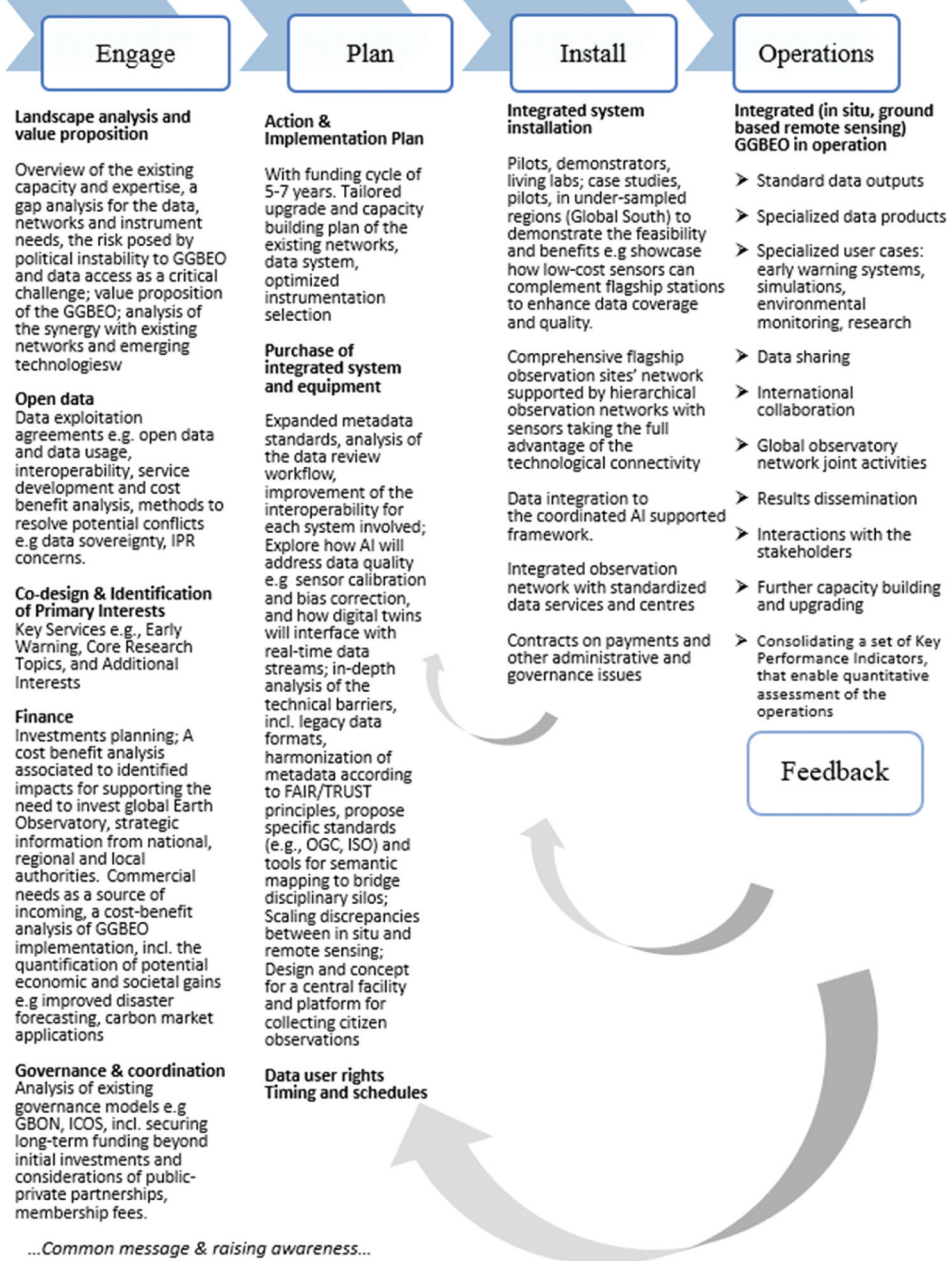 Engage
Landscape analysis and
value proposition
Overview of the existing
capacity and expertise, a
gap analysis for the data,
networks and instrument
needs, the risk posed by
political instability to GGBEO
and data access as a critical
challenge; value proposition
of the GGBEO; analysis of
the synergy with existing
networks and emerging
technologiesw
Open data
Data exploitation
agreements e.g. open data
and data usage,
interoperability, service
development and cost
benefit analysis, methods to
resolve potential conflicts
e.g data sovereignty, IPR
concerns.
Co-design & Identification
of Primary Interests
Key Services e.g., Early
Warning, Core Research
Topics, and Additional
Interests
Finance
Investments planning; A
cost benefit analysis
associated to identified
impacts for supporting the
need to invest global Earth
Observatory, strategic
information from national,
regional and local
authorities. Commercial
needs as a source of
incoming, a cost-benefit
analysis of GGBEO
implementation, incl. the
quantification of potential
economic and societal gains
e.g improved disaster
forecasting, carbon market
applications
Governance & coordination
Analysis of existing
governance models e.g
GBON, ICOS, incl. securing
long-term funding beyond
initial investments and
considerations of public-
private partnerships,
membership fees.
...Common message & raising awareness...
Plan
Action &
Implementation Plan
With funding cycle of
5-7 years. Tailored
upgrade and capacity
building plan of the
existing networks,
data system,
optimized
instrumentation
selection
Purchase of
integrated system
and equipment
Expanded metadata
standards, analysis of
the data review
workflow,
improvement of the
interoperability for
each system involved;
Explore how AI will
address data quality
e.g sensor calibration
and bias correction,
and how digital twins
will interface with
real-time data
streams; in-depth
analysis of the
technical barriers,
incl. legacy data
formats,
harmonization of
metadata according
to FAIR/TRUST
principles, propose
specific standards
(e.g., OGC, ISO) and
tools for semantic
mapping to bridge
disciplinary silos;
Scaling discrepancies
between in situ and
remote sensing;
Design and concept
for a central facility
and platform for
collecting citizen
observations
Data user rights
Timing and schedules
Install
Integrated system
installation
Pilots, demonstrators,
living labs; case studies,
pilots, in under-sampled
regions (Global South) to
demonstrate the feasibility
and benefits e.g showcase
how low-cost sensors can
complement flagship stations
to enhance data coverage
and quality.
Comprehensive flagship
observation sites' network
supported by hierarchical
observation networks with
sensors taking the full
advantage of the
technological connectivity
Data integration to
the coordinated AI supported
framework.
Integrated observation
network with standardized
data services and centres
Contracts on payments and
other administrative and
governance issues
Operations
Integrated (in situ, ground
based remote sensing)
GGBEO in operation
➤ Standard data outputs
➤ Specialized data products
➤ Specialized user cases:
early warning systems,
simulations,
environmental
monitoring, research
➤ Data sharing
➤ International
collaboration
➤ Global observatory
network joint activities
➤ Results dissemination
➤ Interactions with the
stakeholders
➤ Further capacity building
and upgrading
➤ Consolidating a set of Key
Performance Indicators,
that enable quantitative
assessment of the
operations
Feedback